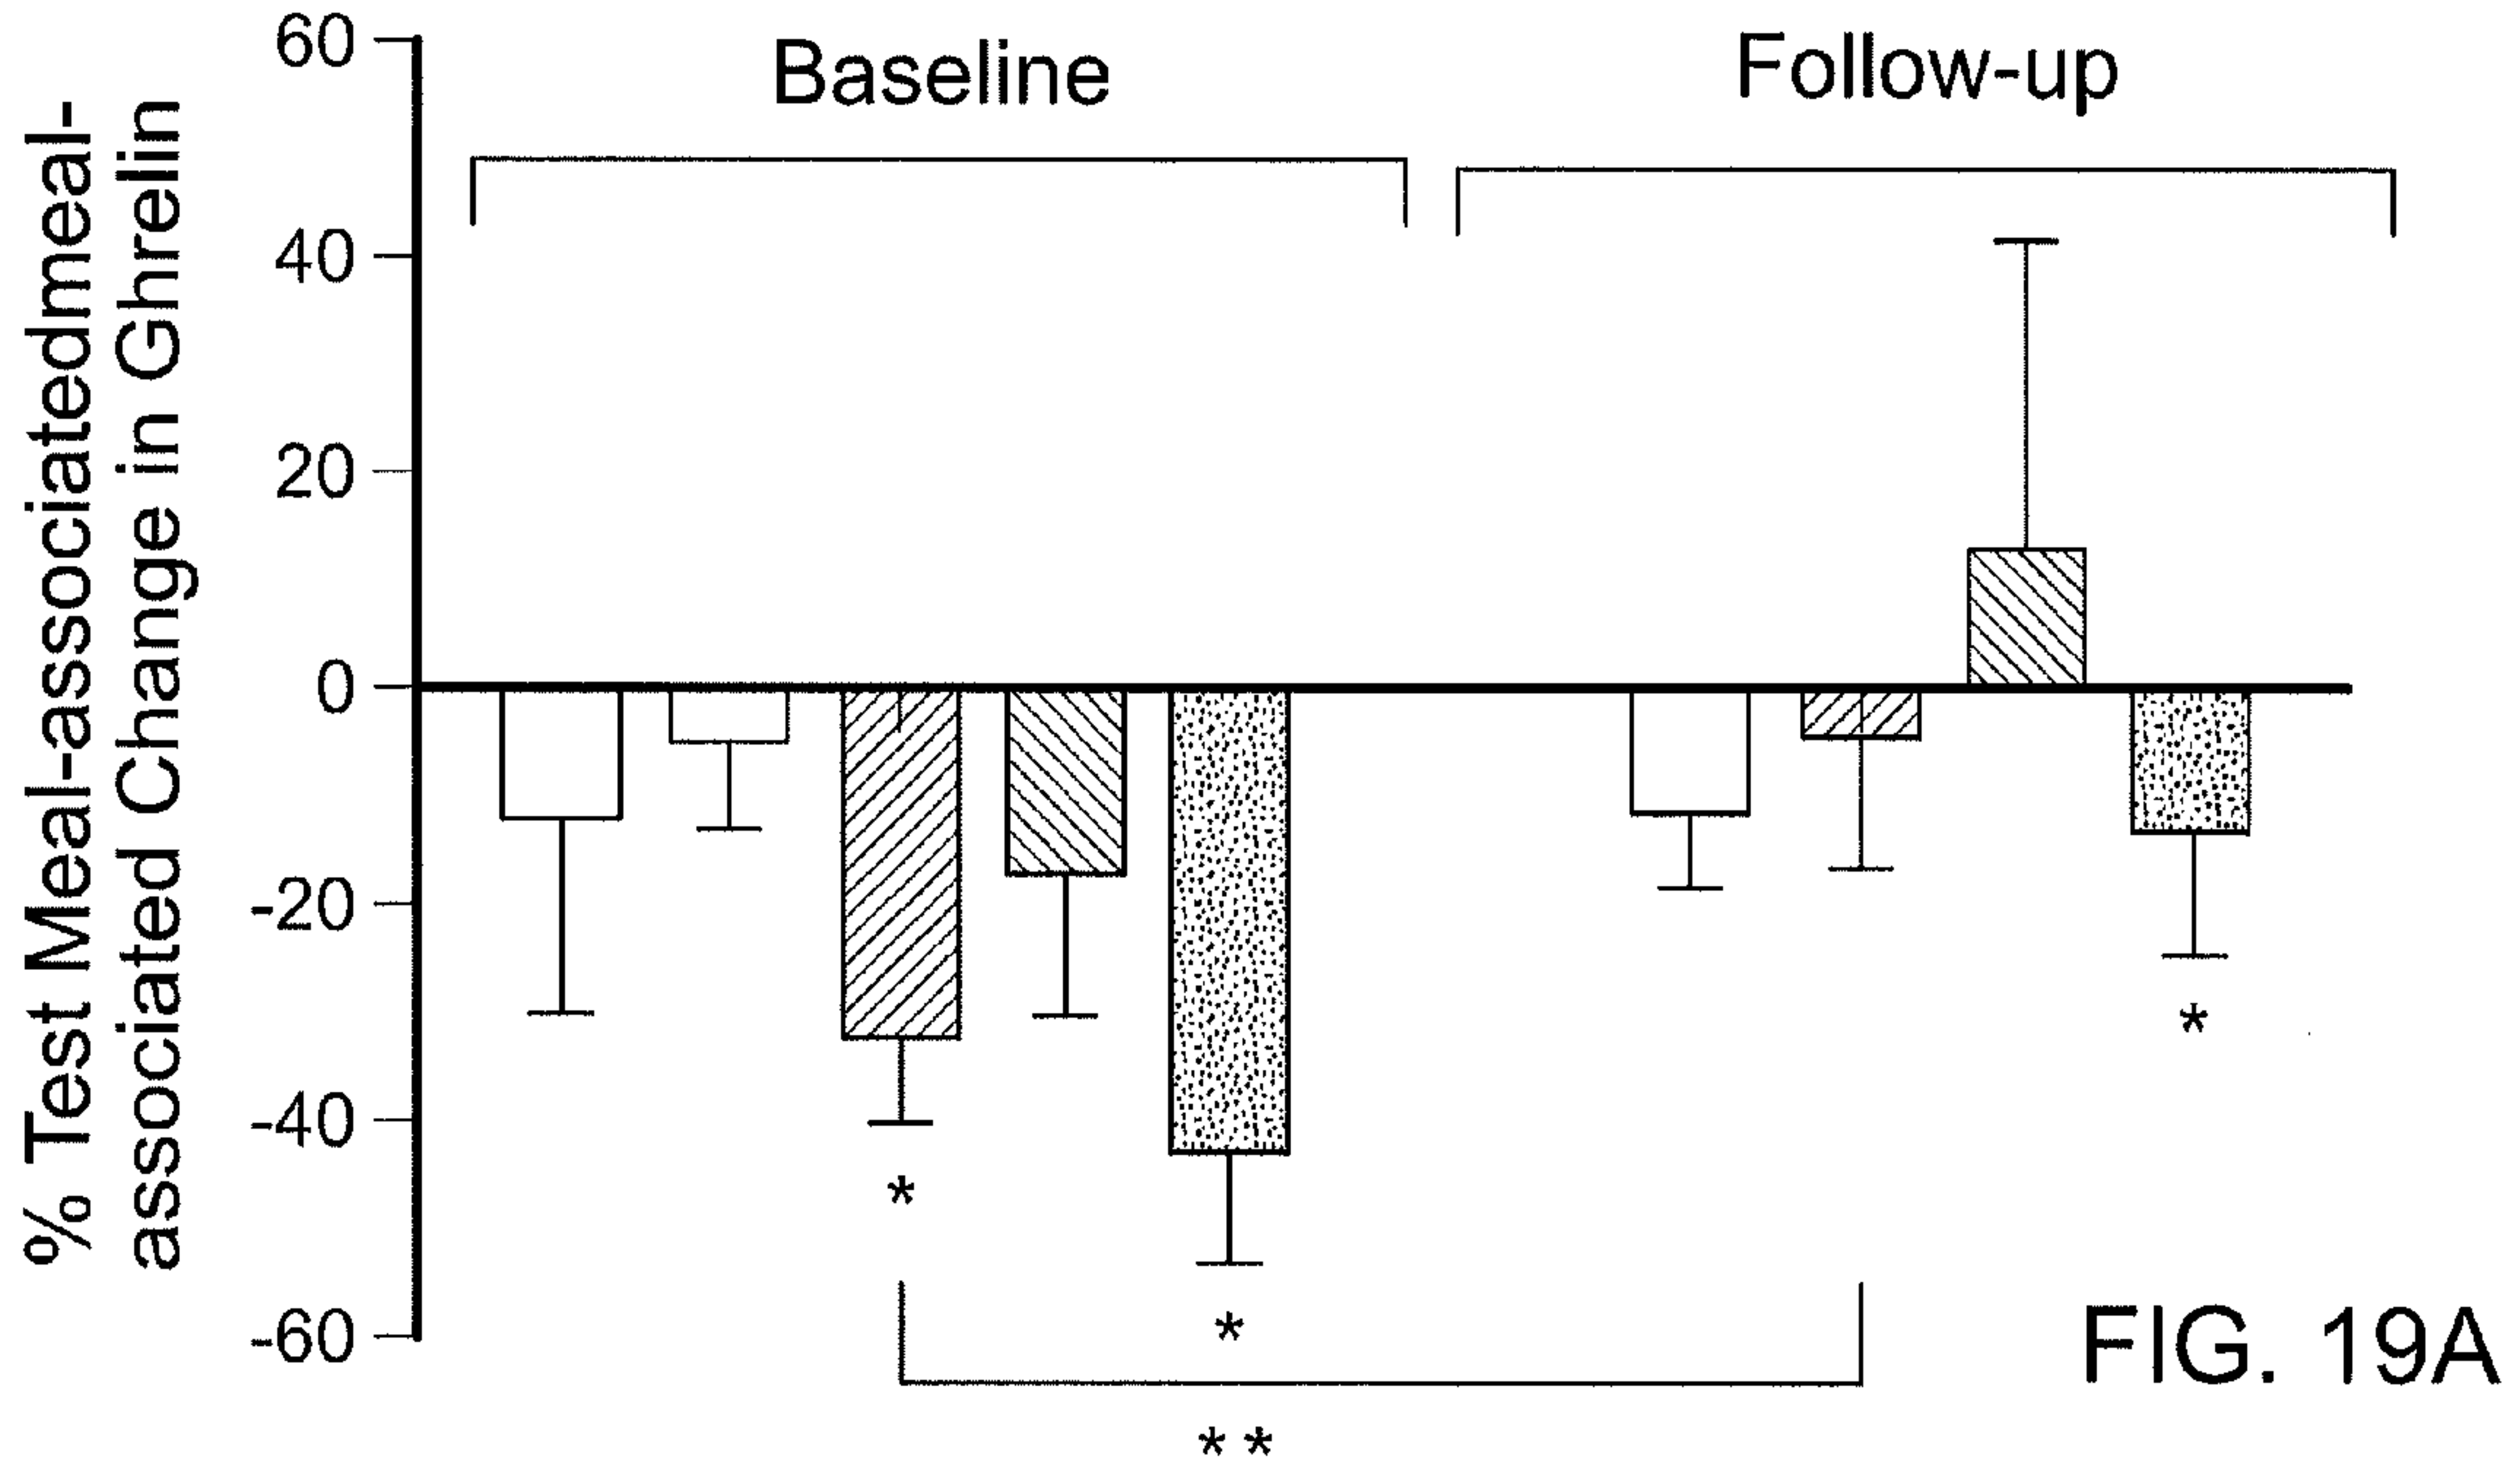 % Test Meal-associatedmeal-
associated Change in Ghrelin
60
40
20
0
-20
-40
-60
Baseline
Follow-up
*
*
*
**
FIG. 19A